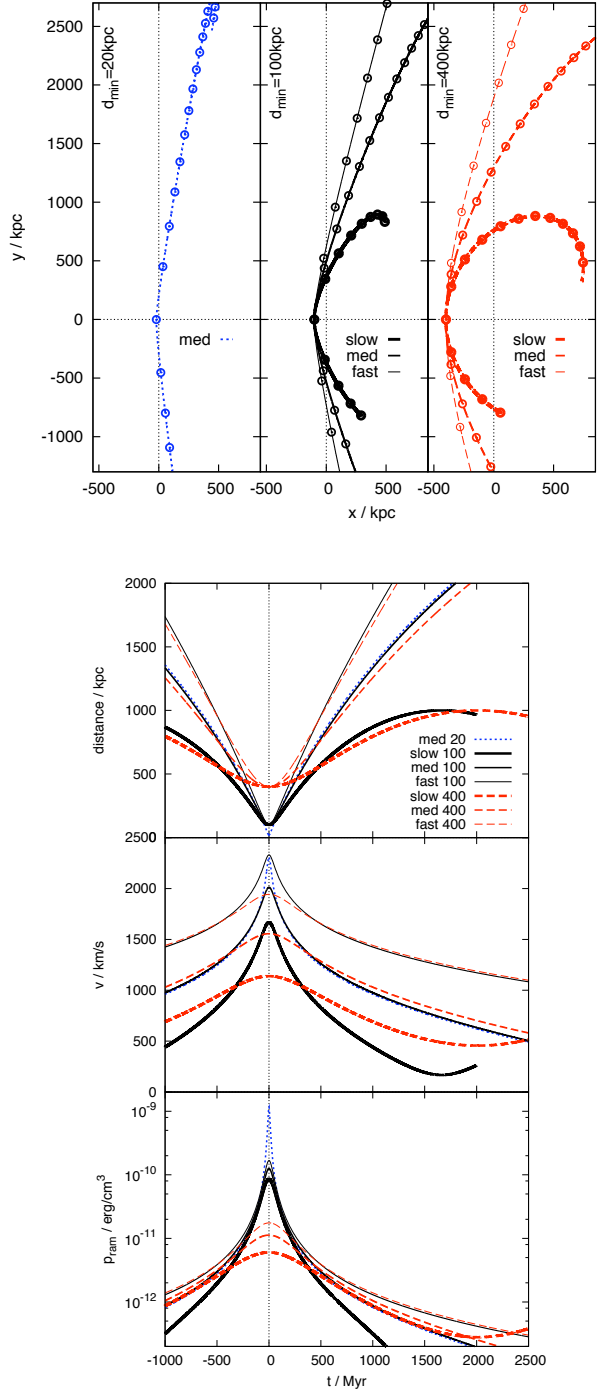 d_min=20kpc
d_min=100kpc
d_min=400kpc
y / kpc
2500
2000
1500
1000
500
0
-500
-1000
med
slow
med
fast
slow
med
fast
-500 0 500 -500 0 500 -500 0 500
x / kpc
distance / kpc
2000
1500
1000
500
0
med 20
slow 100
med 100
fast 100
slow 400
med 400
fast 400
v / km/s
2500
2000
1500
1000
500
0
p_ram / erg/cm^3
10^-9
10^-10
10^-11
10^-12
-1000 -500 0 500 1000 1500 2000 2500
t / Myr